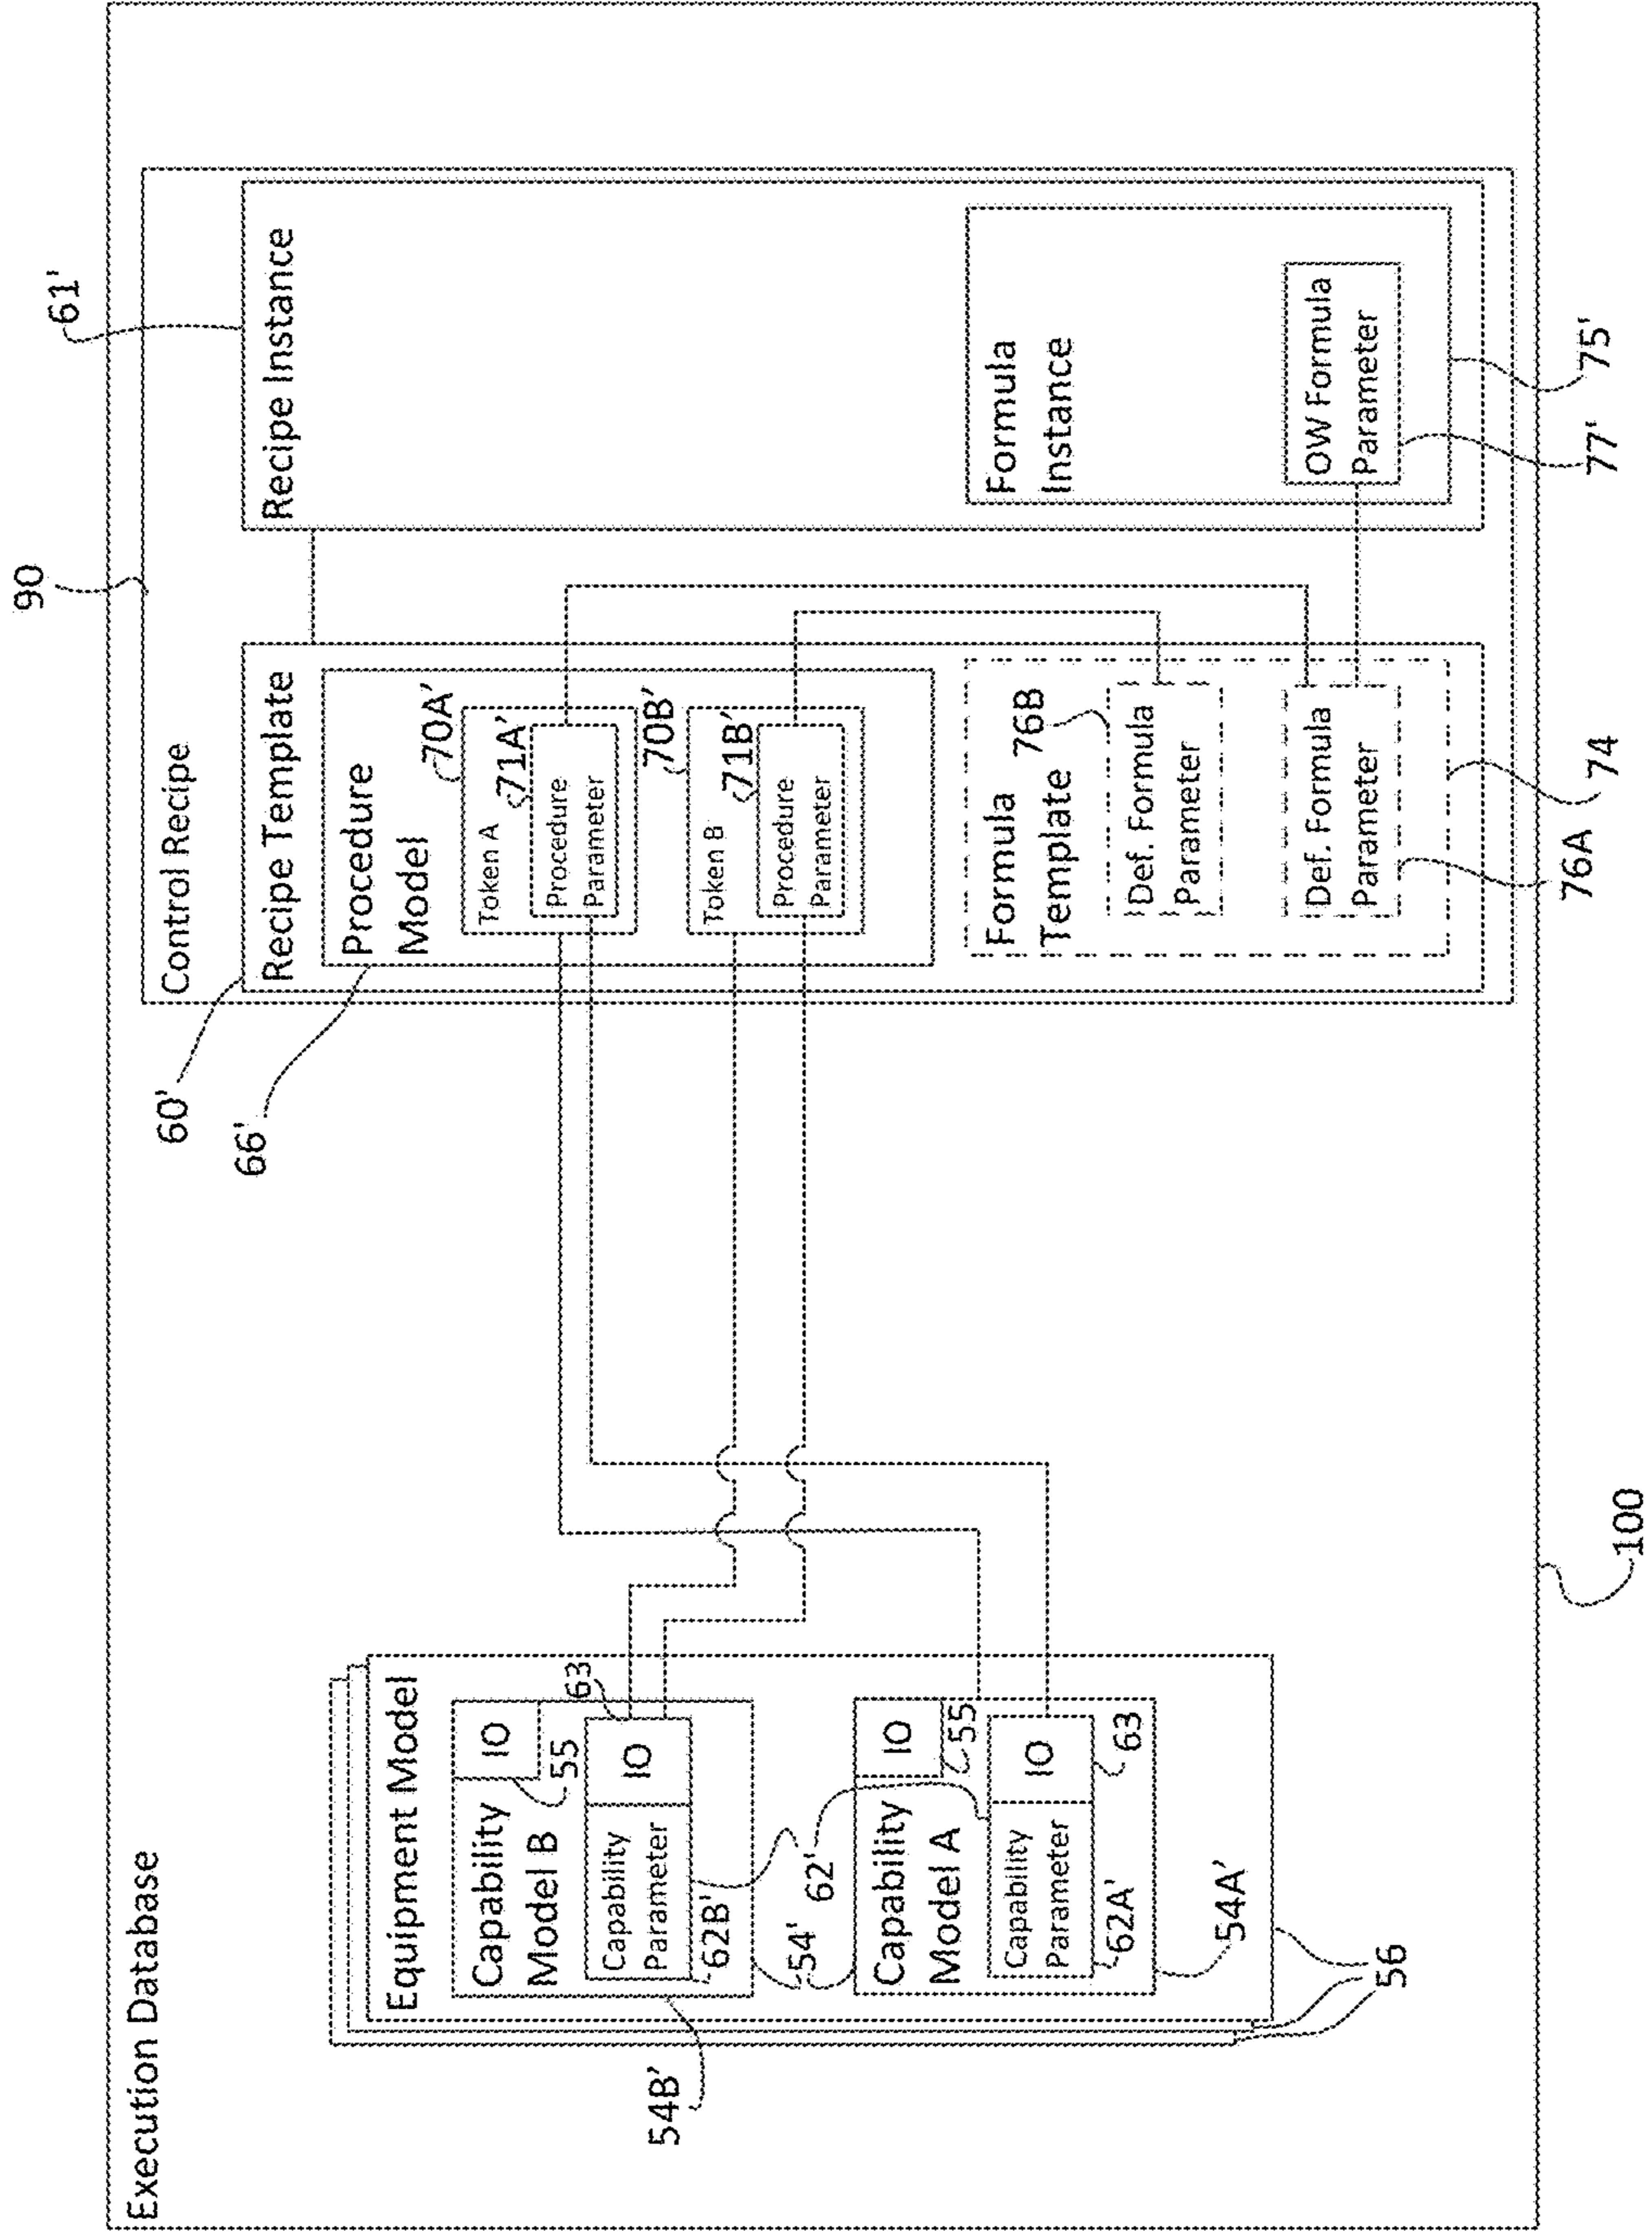 Execution Database
Equipment Model
Capability
Model B
IO
55
Capability
Parameter
IO
63
62B'
54B'
54'
62'
Capability
Model A
IO
55
Capability
Parameter
IO
63
62A'
54A'
56
100
90
Control Recipe
60'
Recipe Template
66'
Procedure
Model
70A'
Token A
71A'
Procedure
Parameter
70B'
Token B
71B'
Procedure
Parameter
Formula
Template
76B
Def. Formula
Parameter
Def. Formula
Parameter
76A
74
61'
Recipe Instance
Formula
Instance
OW Formula
Parameter
77'
75'